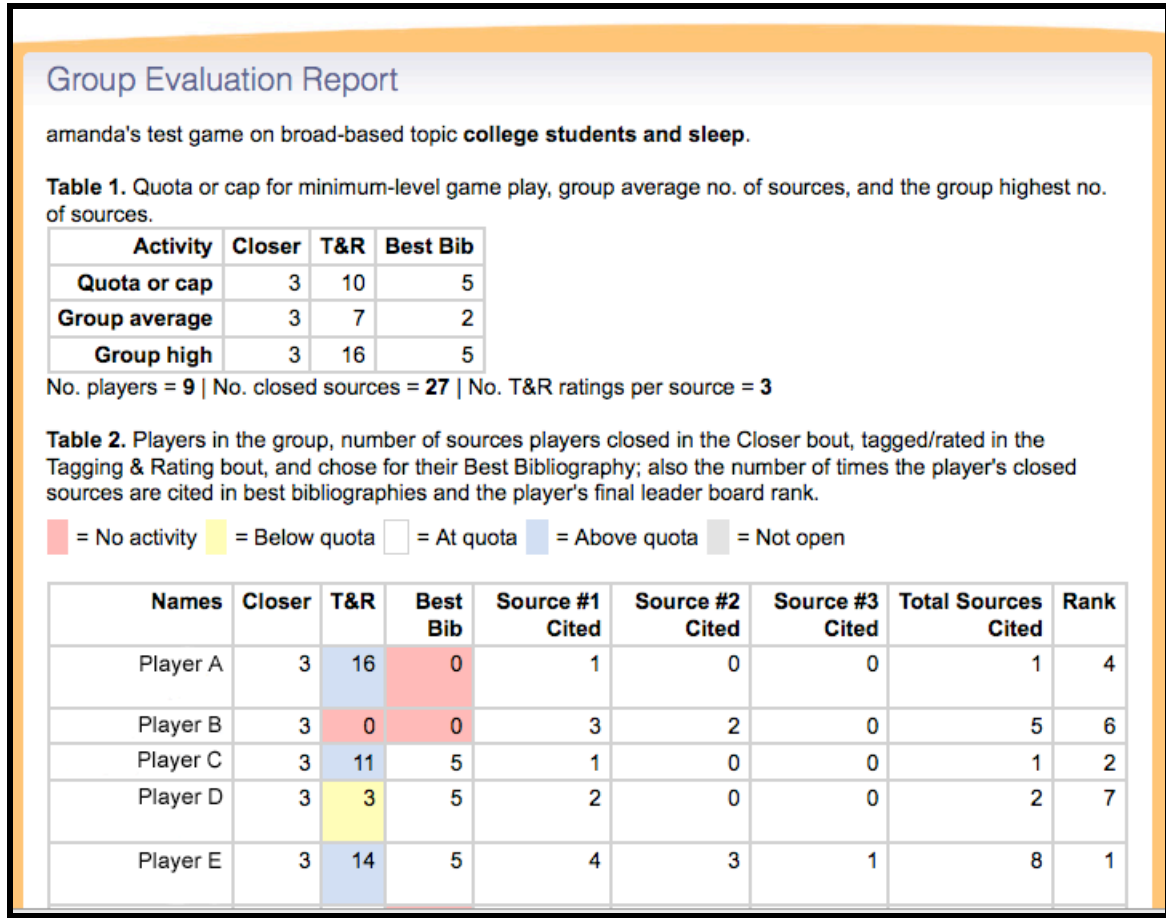 Group Evaluation Report
amanda's test game on broad-based topic college students and sleep.
Table 1. Quota or cap for minimum-level game play, group average no. of sources, and the group highest no.
of sources.
Activity Closer T&R Best Bib
Quota or cap 3 10 5
Group average 3 7 2
Group high 3 16 5
No. players = 9 | No. closed sources = 27 | No. T&R ratings per source = 3
Table 2. Players in the group, number of sources players closed in the Closer bout, tagged/rated in the
Tagging & Rating bout, and chose for their Best Bibliography; also the number of times the player's closed
sources are cited in best bibliographies and the player's final leader board rank.
= No activity = Below quota = At quota = Above quota = Not open
Names Closer T&R Best Source #1 Source #2 Source #3 Total Sources Rank
Bib Cited Cited Cited Cited
Player A 3 16 0 1 0 0 1 4
Player B 3 0 0 3 2 0 5 6
Player C 3 11 5 1 0 0 1 2
Player D 3 3 5 2 0 0 2 7
Player E 3 14 5 4 3 1 8 1